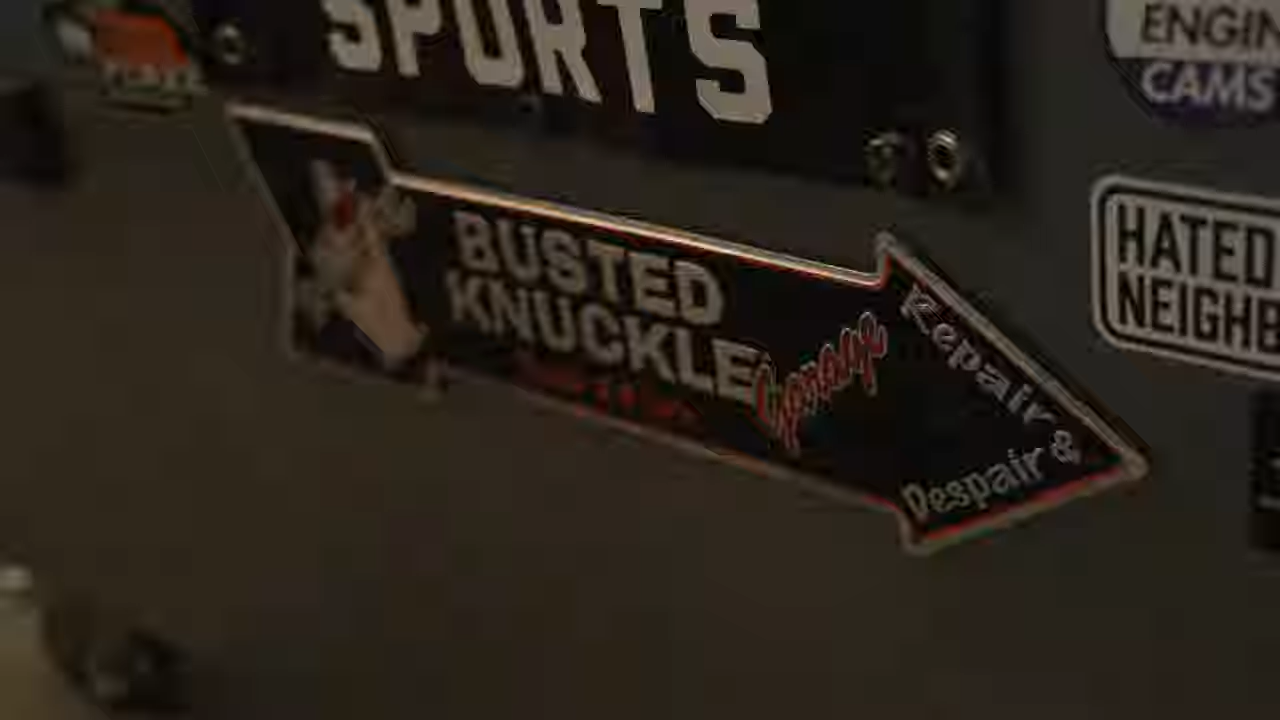 SPORTS
ENGIN
CAMS
HATED
NEIGHB
BUSTED
KNUCKLE
Garage
Repair &
Despair